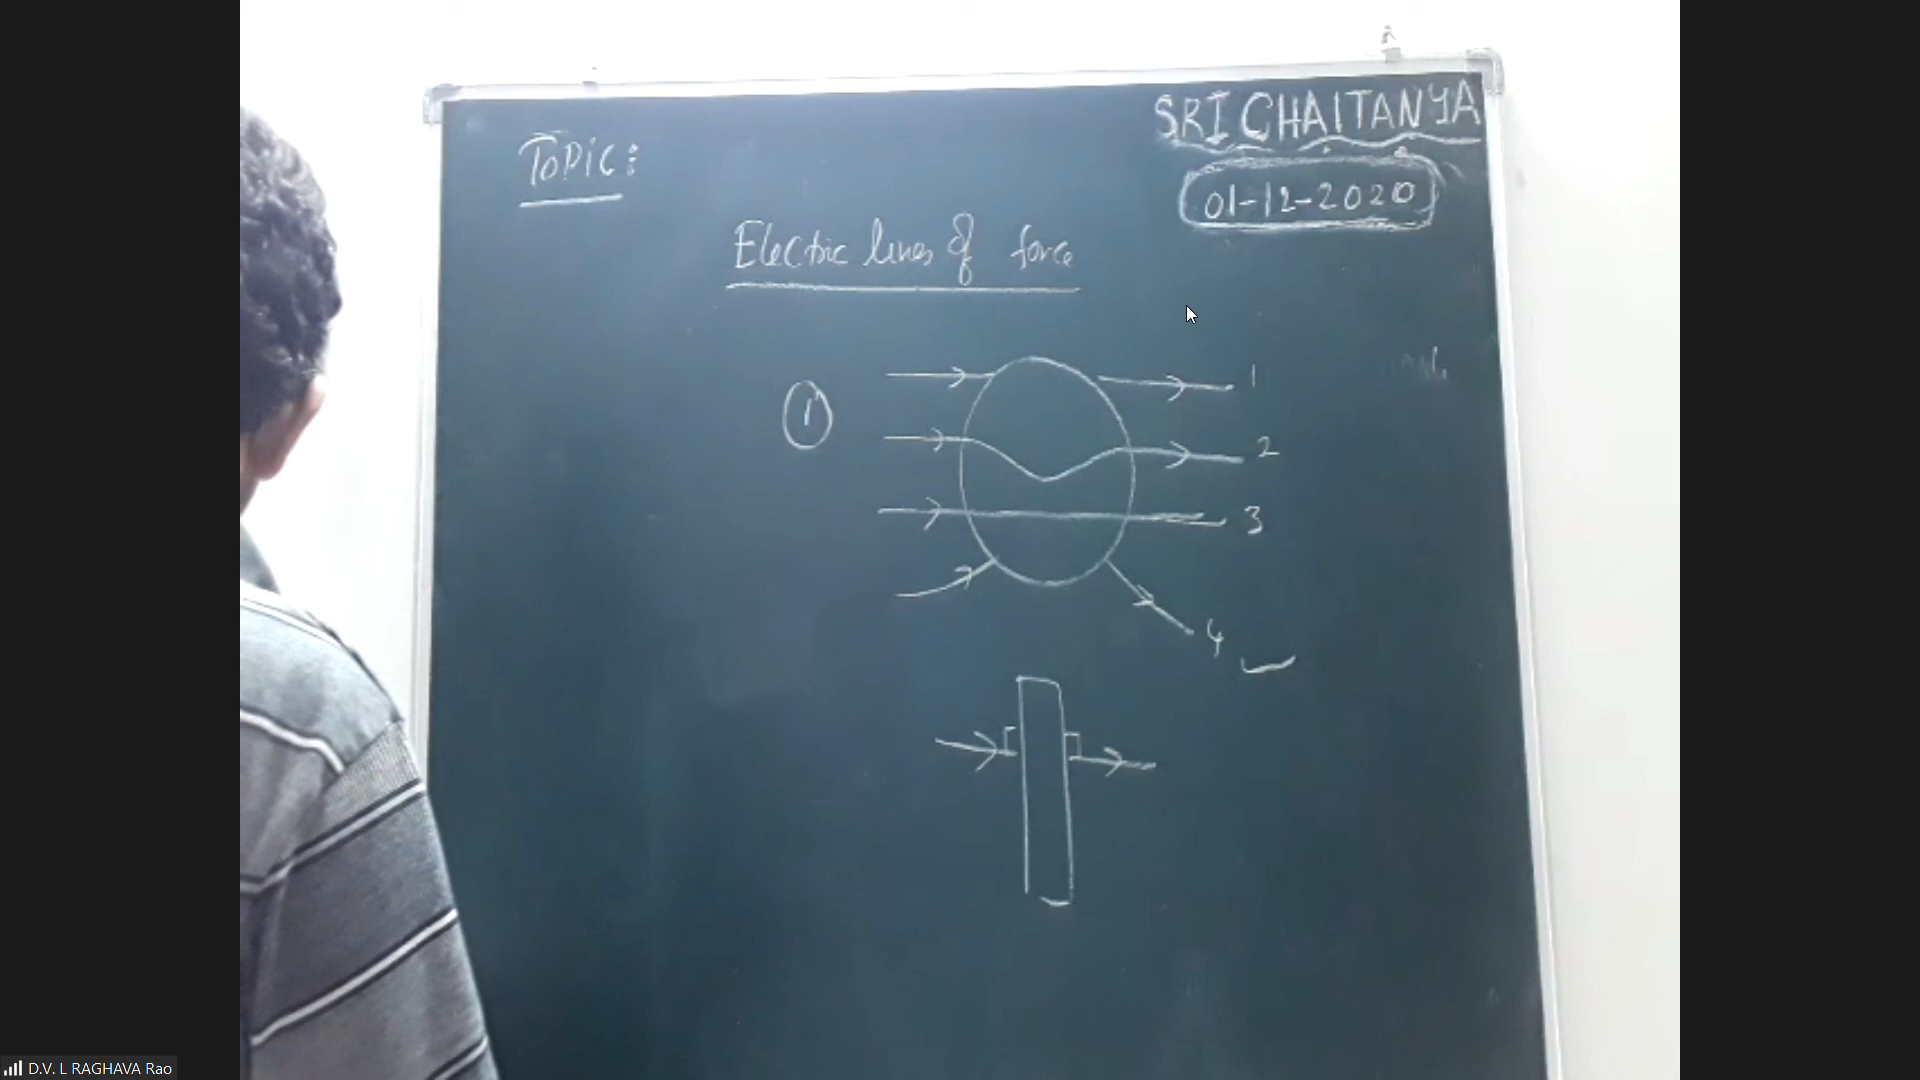 SRI CHAITANYA
01-12-2020
Topic:
Electric lines of force
1
1
2
3
4
D.V. L RAGHAVA Rao